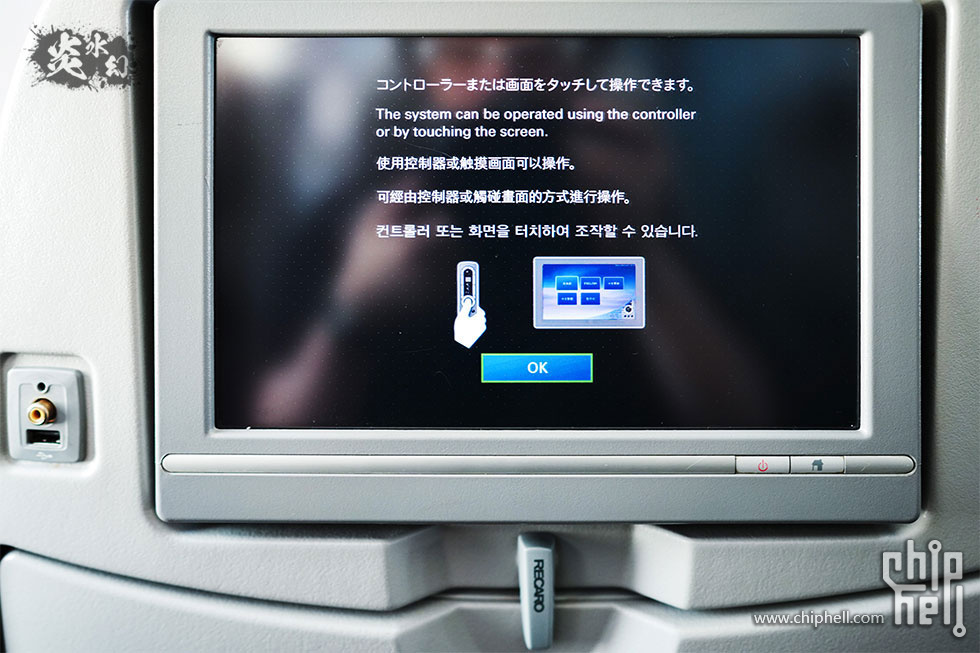 炎冰幻
コントローラーまたは画面をタッチして操作できます。
The system can be operated using the controller
or by touching the screen.
使用控制器或触摸画面可以操作。
可經由控制器或觸碰畫面的方式進行操作。
컨트롤러 또는 화면을 터치하여 조작할 수 있습니다.
OK
RECARO
www.chiphell.com
chip
hell